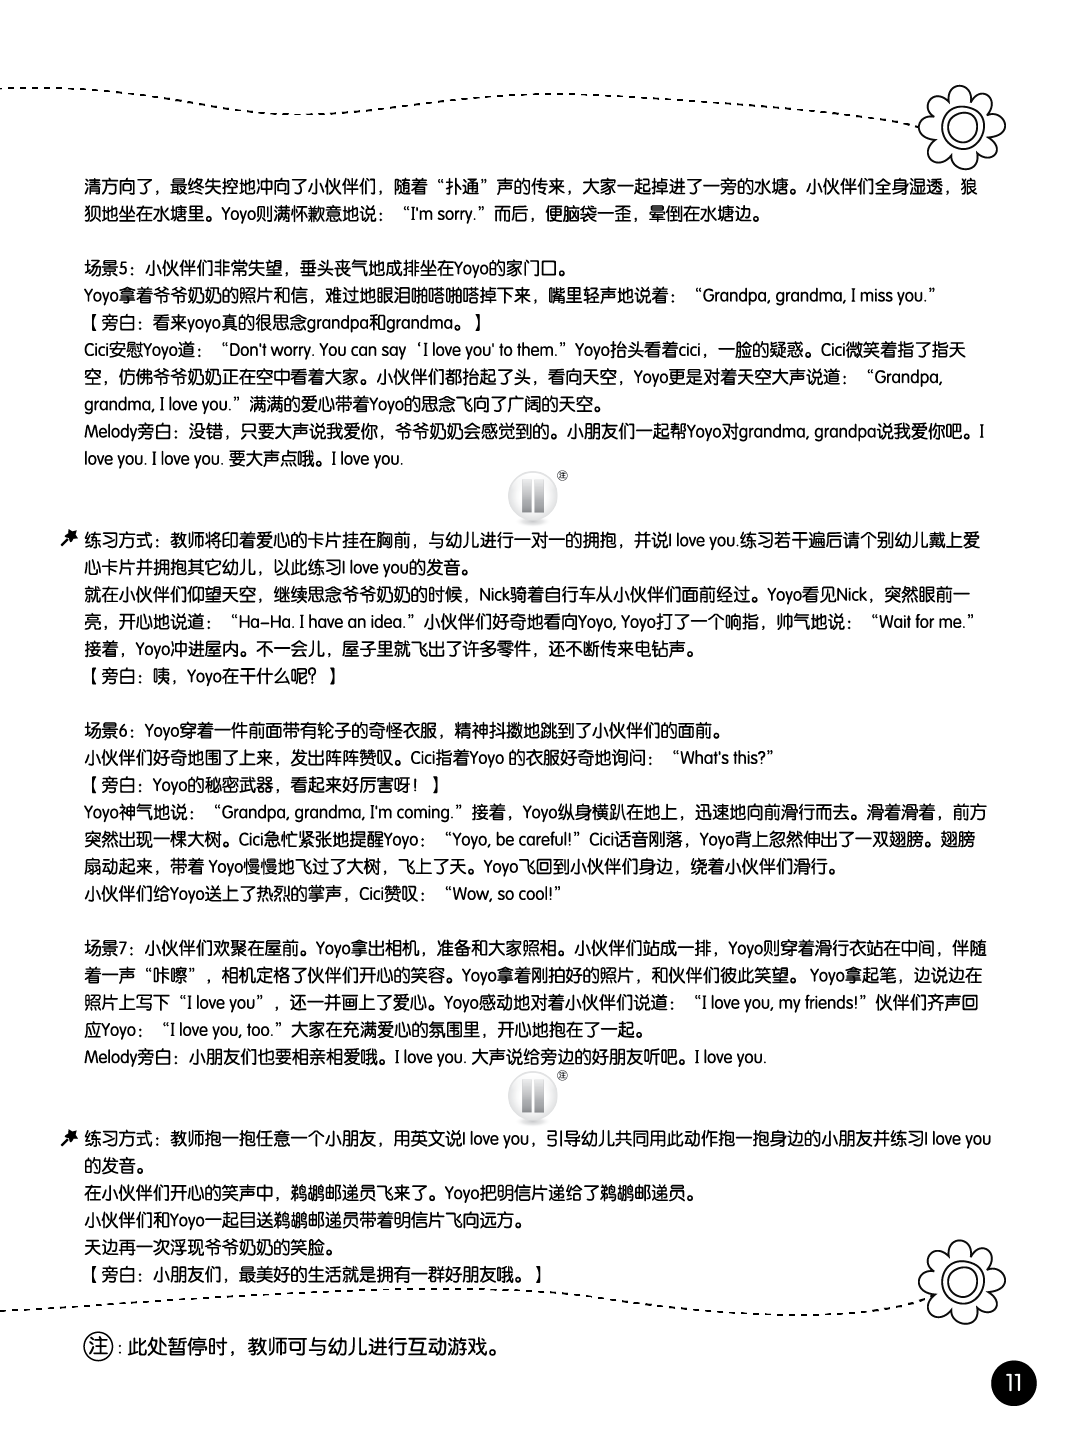 清方向了，最终失控地冲向了小伙伴们，随着“扑通”声的传来，大家一起掉进了一旁的水塘。小伙伴们全身湿透，狼
狈地坐在水塘里。Yoyo则满怀歉意地说：“I'm sorry.”而后，便脑袋一歪，晕倒在水塘边。
场景5：小伙伴们非常失望，垂头丧气地成排坐在Yoyo的家门口。
Yoyo拿着爷爷奶奶的照片和信，难过地眼泪啪嗒啪嗒掉下来，嘴里轻声地说着：“Grandpa, grandma, I miss you.”
【旁白：看来yoyo真的很思念grandpa和grandma。】
Cici安慰Yoyo道：“Don't worry. You can say‘I love you' to them.”Yoyo抬头看着cici，一脸的疑惑。Cici微笑着指了指天
空，仿佛爷爷奶奶正在空中看着大家。小伙伴们都抬起了头，看向天空，Yoyo更是对着天空大声说道：“Grandpa,
grandma, I love you.”满满的爱心带着Yoyo的思念飞向了广阔的天空。
Melody旁白：没错，只要大声说我爱你，爷爷奶奶会感觉到的。小朋友们一起帮Yoyo对grandma, grandpa说我爱你吧。I
love you. I love you. 要大声点哦。I love you.
注
练习方式：教师将印着爱心的卡片挂在胸前，与幼儿进行一对一的拥抱，并说I love you.练习若干遍后请个别幼儿戴上爱
心卡片并拥抱其它幼儿，以此练习I love you的发音。
就在小伙伴们仰望天空，继续思念爷爷奶奶的时候，Nick骑着自行车从小伙伴们面前经过。Yoyo看见Nick，突然眼前一
亮，开心地说道：“Ha-Ha. I have an idea.”小伙伴们好奇地看向Yoyo, Yoyo打了一个响指，帅气地说：“Wait for me.”
接着，Yoyo冲进屋内。不一会儿，屋子里就飞出了许多零件，还不断传来电钻声。
【旁白：咦，Yoyo在干什么呢？】
场景6：Yoyo穿着一件前面带有轮子的奇怪衣服，精神抖擞地跳到了小伙伴们的面前。
小伙伴们好奇地围了上来，发出阵阵赞叹。Cici指着Yoyo 的衣服好奇地询问：“What's this?”
【旁白：Yoyo的秘密武器，看起来好厉害呀！】
Yoyo神气地说：“Grandpa, grandma, I'm coming.”接着，Yoyo纵身横趴在地上，迅速地向前滑行而去。滑着滑着，前方
突然出现一棵大树。Cici急忙紧张地提醒Yoyo：“Yoyo, be careful!”Cici话音刚落，Yoyo背上忽然伸出了一双翅膀。翅膀
扇动起来，带着 Yoyo慢慢地飞过了大树，飞上了天。Yoyo飞回到小伙伴们身边，绕着小伙伴们滑行。
小伙伴们给Yoyo送上了热烈的掌声，Cici赞叹：“Wow, so cool!”
场景7：小伙伴们欢聚在屋前。Yoyo拿出相机，准备和大家照相。小伙伴们站成一排，Yoyo则穿着滑行衣站在中间，伴随
着一声“咔嚓”，相机定格了伙伴们开心的笑容。Yoyo拿着刚拍好的照片，和伙伴们彼此笑望。 Yoyo拿起笔，边说边在
照片上写下“I love you”，还一并画上了爱心。Yoyo感动地对着小伙伴们说道：“I love you, my friends!”伙伴们齐声回
应Yoyo：“I love you, too.”大家在充满爱心的氛围里，开心地抱在了一起。
Melody旁白：小朋友们也要相亲相爱哦。I love you. 大声说给旁边的好朋友听吧。I love you.
注
练习方式：教师抱一抱任意一个小朋友，用英文说I love you，引导幼儿共同用此动作抱一抱身边的小朋友并练习I love you
的发音。
在小伙伴们开心的笑声中，鹈鹕邮递员飞来了。Yoyo把明信片递给了鹈鹕邮递员。
小伙伴们和Yoyo一起目送鹈鹕邮递员带着明信片飞向远方。
天边再一次浮现爷爷奶奶的笑脸。
【旁白：小朋友们，最美好的生活就是拥有一群好朋友哦。】
注：此处暂停时，教师可与幼儿进行互动游戏。
11